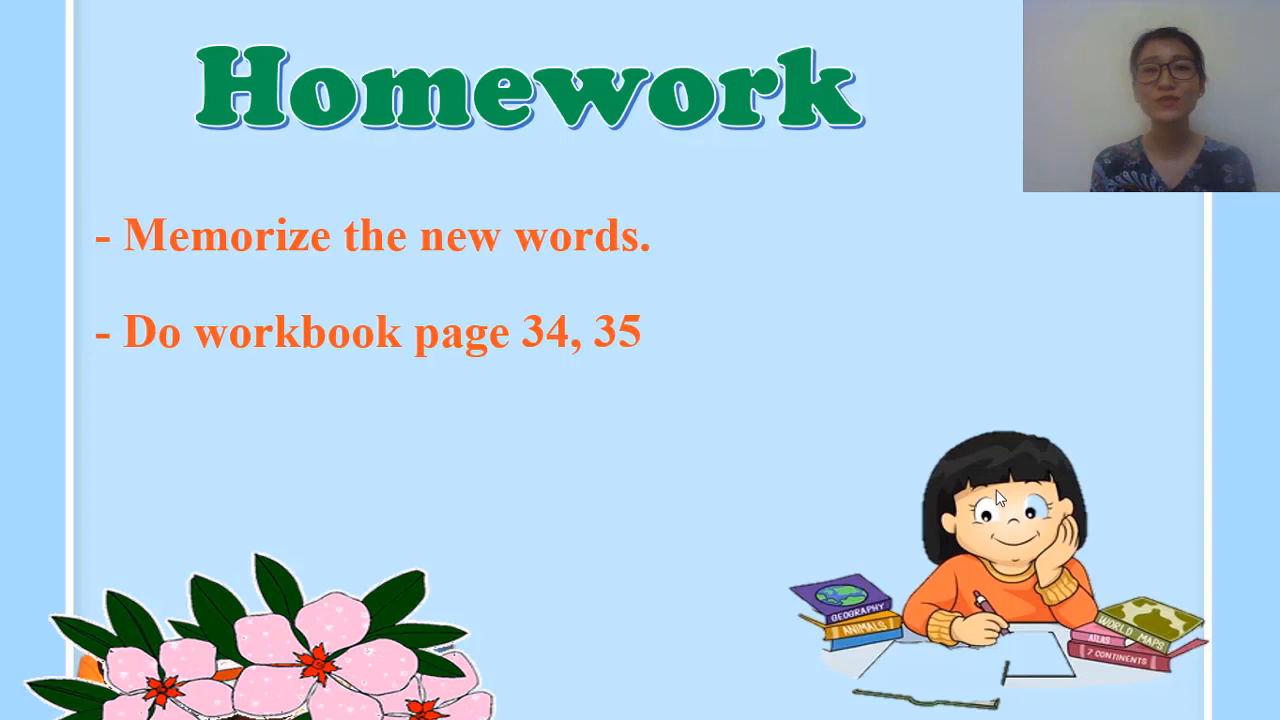 Homework
- Memorize the new words.
- Do workbook page 34, 35
GEOGRAPHY
ANIMALS
WORLD MAPS
ATLAS
7 CONTINENTS